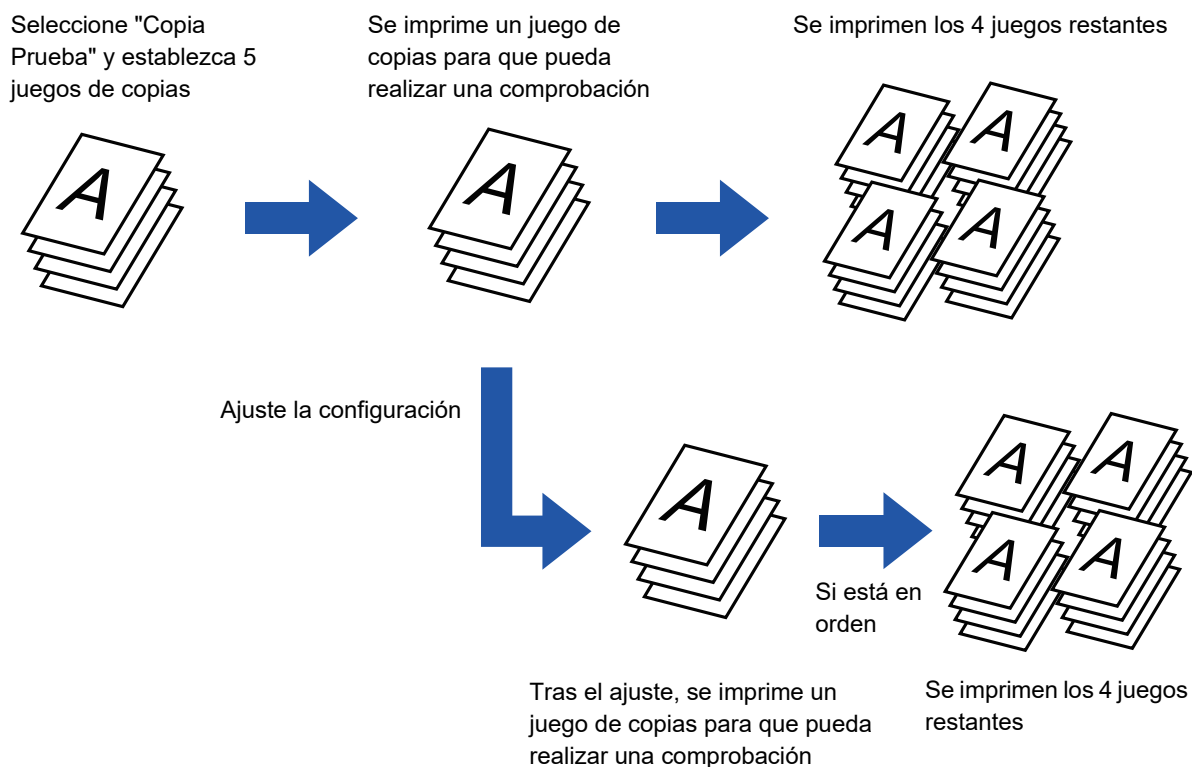 Seleccione "Copia
Prueba" y establezca 5
juegos de copias
Se imprime un juego de
copias para que pueda
realizar una comprobación
Se imprimen los 4 juegos restantes
A
A
A
A
A
A
Ajuste la configuración
A
A
A
A
A
Si está en
orden
Tras el ajuste, se imprime un
juego de copias para que pueda
realizar una comprobación
Se imprimen los 4 juegos
restantes